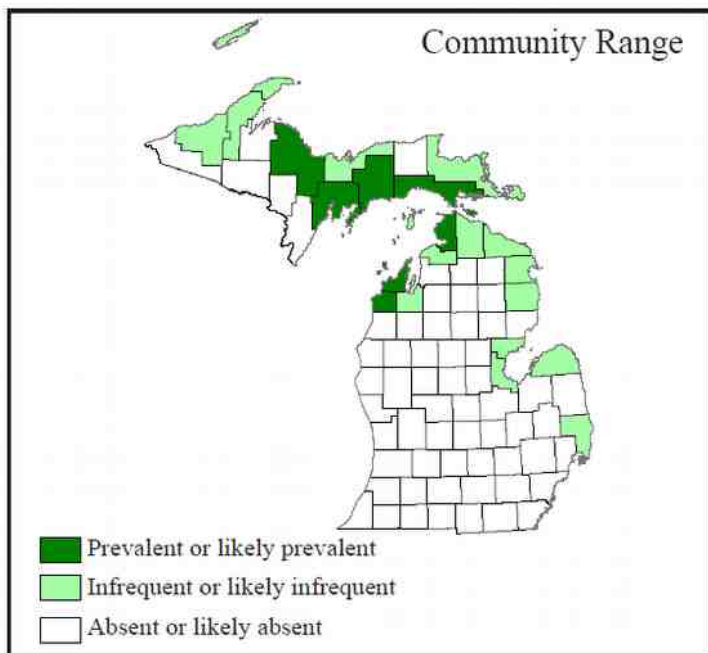 Community Range
Prevalent or likely prevalent
Infrequent or likely infrequent
Absent or likely absent